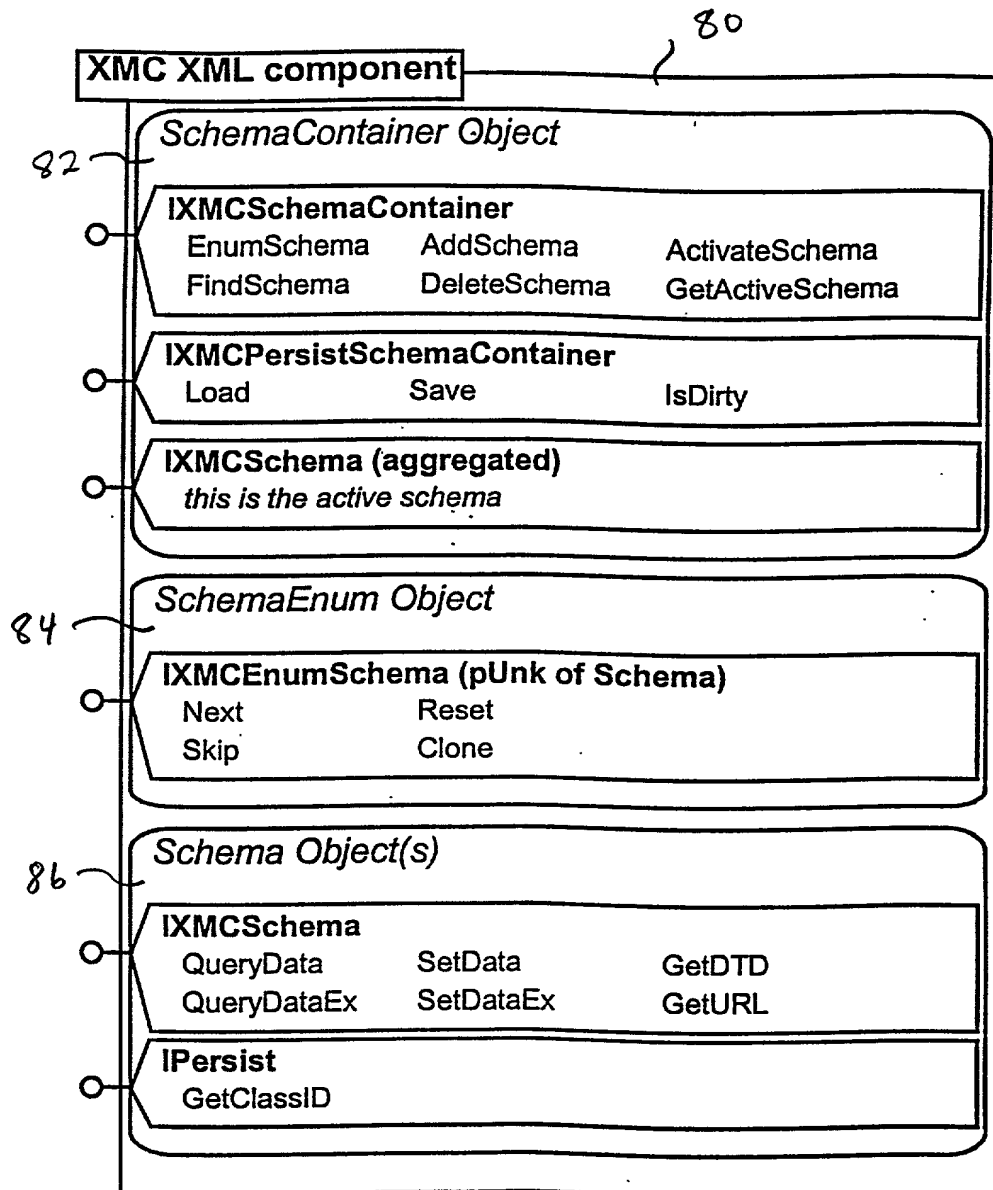 80
XMC XML component
SchemaContainer Object
82
IXMCSchemaContainer
EnumSchema AddSchema ActivateSchema
FindSchema DeleteSchema GetActiveSchema
IXMCPersistSchemaContainer
Load Save IsDirty
IXMCSchema (aggregated)
this is the active schema
SchemaEnum Object
84
IXMCEnumSchema (pUnk of Schema)
Next Reset
Skip Clone
Schema Object(s)
86
IXMCSchema
QueryData SetData GetDTD
QueryDataEx SetDataEx GetURL
IPersist
GetClassID